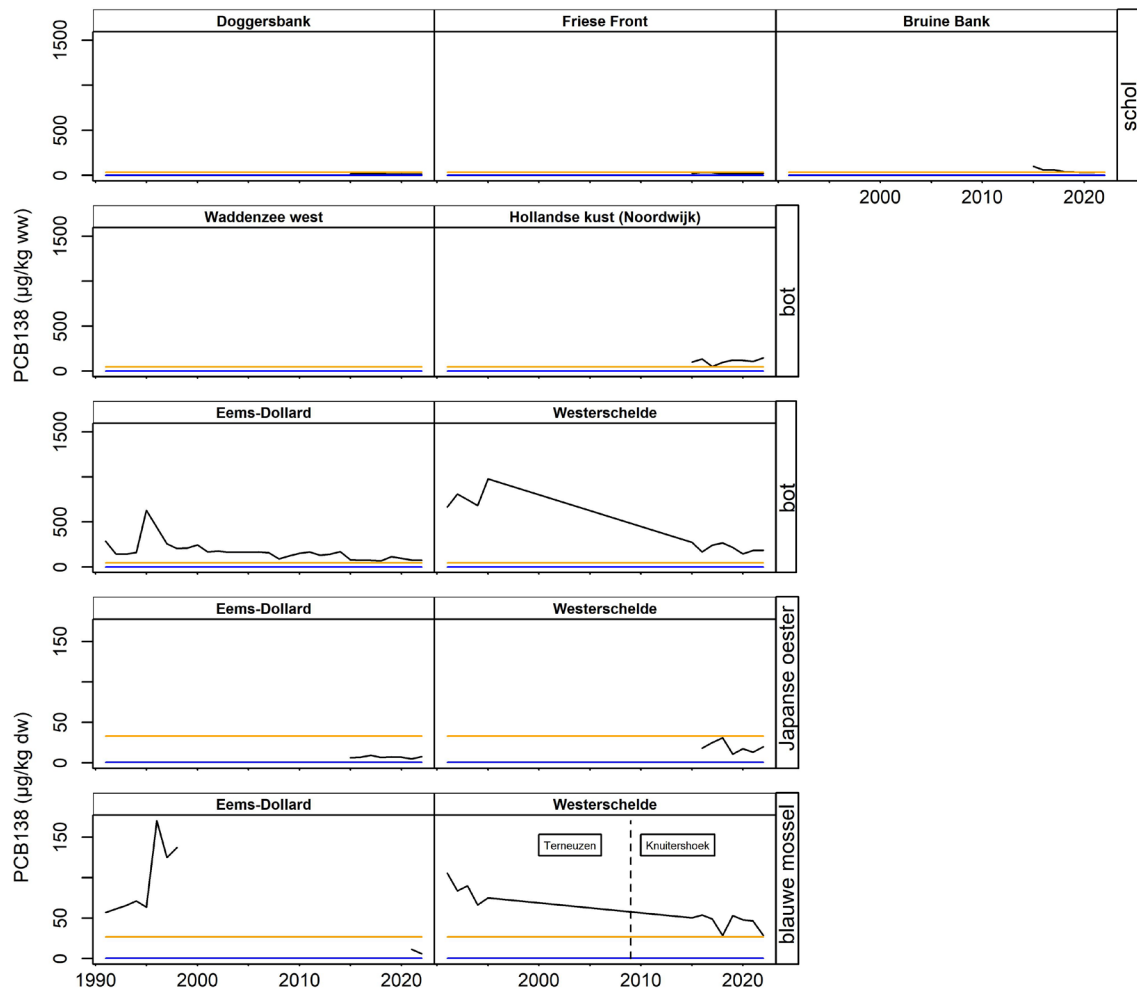 Doggersbank Friese Front Bruine Bank
1500
500
0
schol
2000 2010 2020
Waddenzee west Hollandse kust (Noordwijk)
1500
500
0
bot
PCB138 (µg/kg ww)
Eems-Dollard Westerschelde
1500
500
0
bot
Eems-Dollard Westerschelde
150
50
0
Japanse oester
PCB138 (µg/kg dw)
Eems-Dollard Westerschelde
Terneuzen Knuitershoek
150
50
0
blauwe mossel
1990 2000 2010 2020 2000 2010 2020